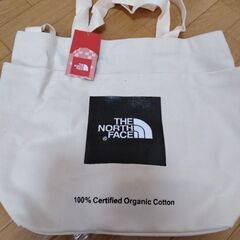 THE
NORTH
FACE
100% Certified Organic Cotton